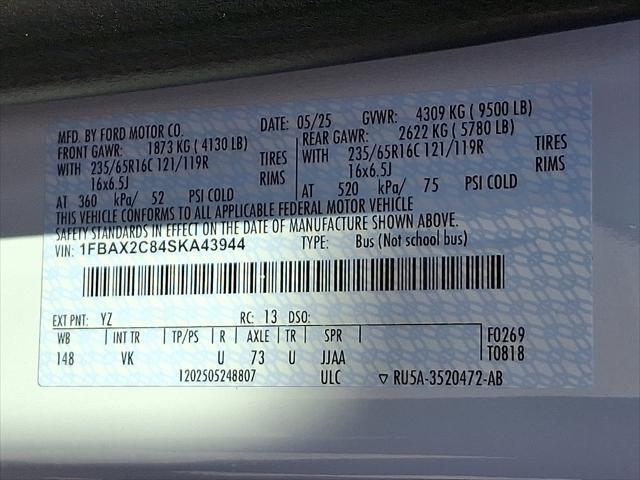 MFD. BY FORD MOTOR CO. DATE: 05/25 GVWR: 4309 KG ( 9500 LB)
FRONT GAWR: 1873 KG ( 4130 LB) REAR GAWR: 2622 KG ( 5780 LB)
WITH 235/65R16C 121/119R TIRES WITH 235/65R16C 121/119R TIRES
16x6.5J RIMS 16x6.5J RIMS
AT 360 kPa/ 52 PSI COLD AT 520 kPa/ 75 PSI COLD
THIS VEHICLE CONFORMS TO ALL APPLICABLE FEDERAL MOTOR VEHICLE
SAFETY STANDARDS IN EFFECT ON THE DATE OF MANUFACTURE SHOWN ABOVE.
VIN: 1FBAX2C84SKA43944 TYPE: Bus (Not school bus)
EXT PNT: YZ RC: 13 DSO:
WB INT TR TP/PS R AXLE TR SPR F0269
148 VK U 73 U JJAA T0818
1202505248807 ULC ▽ RU5A-3520472-AB